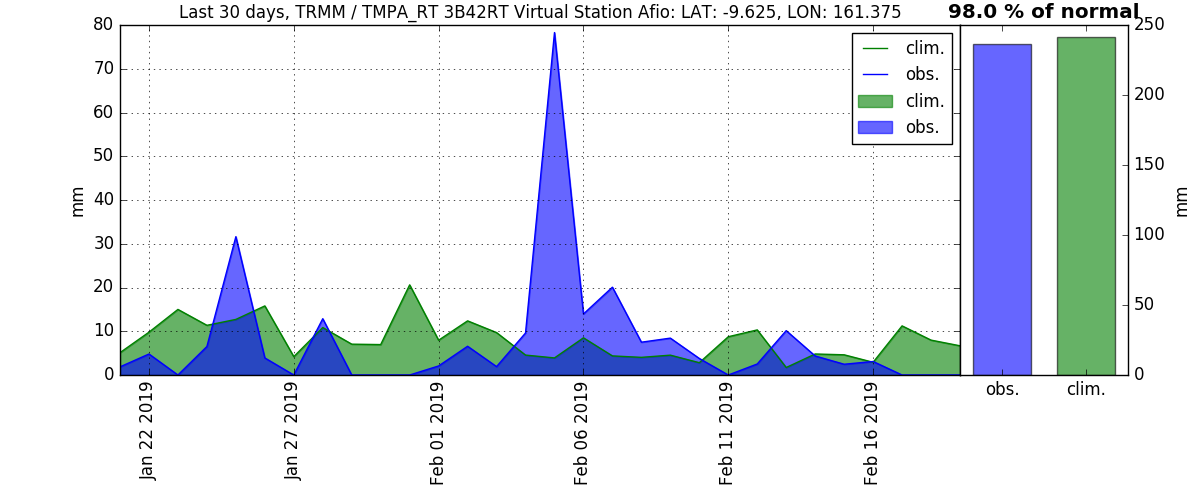 Last 30 days, TRMM / TMPA_RT 3B42RT Virtual Station Afio: LAT: -9.625, LON: 161.375
98.0 % of normal
80
70
60
50
40
30
20
10
0
mm
clim.
obs.
clim.
obs.
Jan 22 2019
Jan 27 2019
Feb 01 2019
Feb 06 2019
Feb 11 2019
Feb 16 2019
250
200
150
100
50
0
mm
obs.
clim.